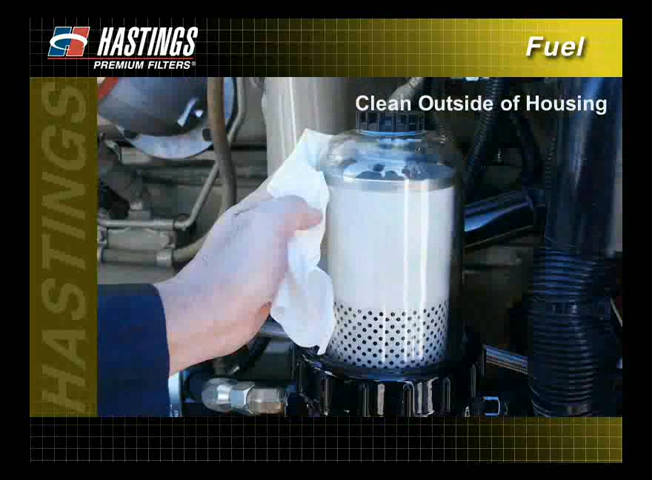 HASTINGS
PREMIUM FILTERS®
Fuel
Clean Outside of Housing
HASTINGS